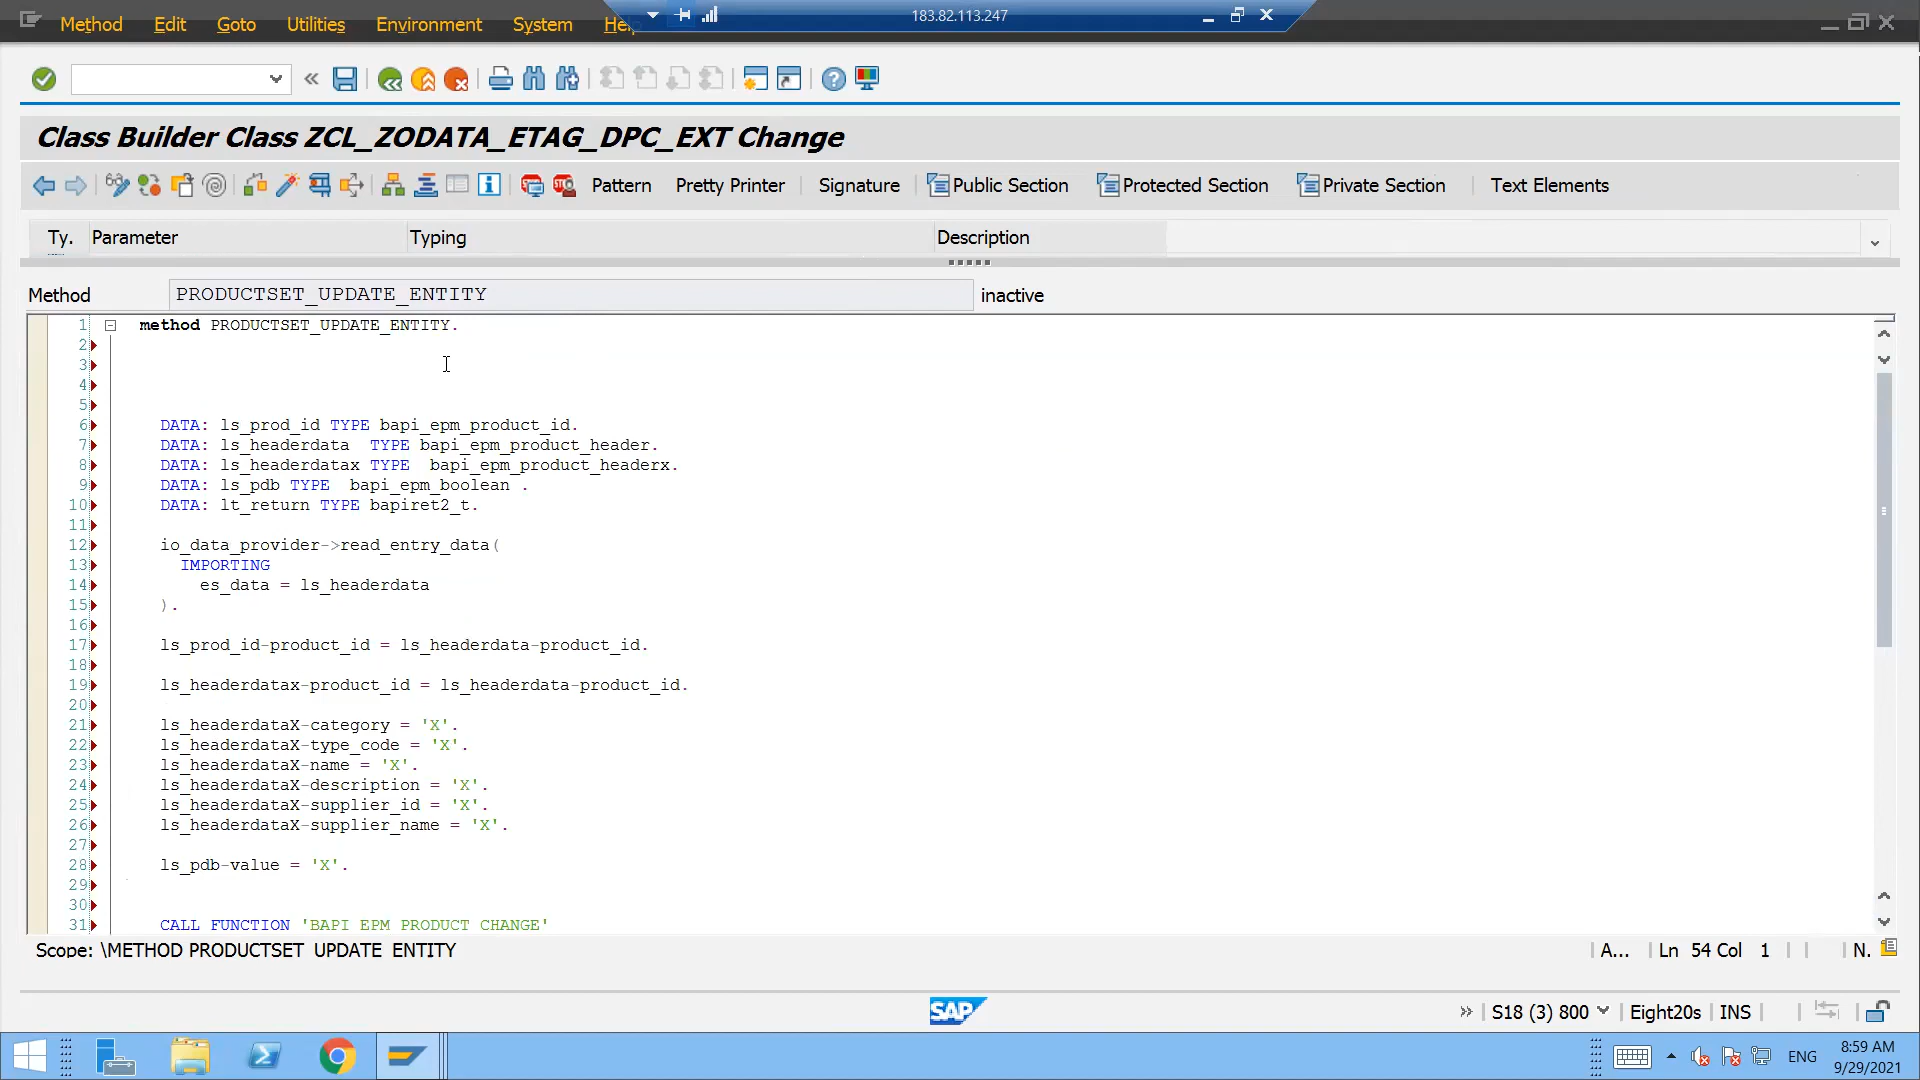 183.82.113.247
Method Edit Goto Utilities Environment System Help
Class Builder Class ZCL_ZODATA_ETAG_DPC_EXT Change
Pattern Pretty Printer Signature Public Section Protected Section Private Section Text Elements
Ty. Parameter Typing Description
Method PRODUCTSET_UPDATE_ENTITY inactive
1 method PRODUCTSET_UPDATE_ENTITY.
2
3
4
5
6 DATA: ls_prod_id TYPE bapi_epm_product_id.
7 DATA: ls_headerdata TYPE bapi_epm_product_header.
8 DATA: ls_headerdatax TYPE bapi_epm_product_headerx.
9 DATA: ls_pdb TYPE bapi_epm_boolean .
10 DATA: lt_return TYPE bapiret2_t.
11
12 io_data_provider->read_entry_data(
13 IMPORTING
14 es_data = ls_headerdata
15 ).
16
17 ls_prod_id-product_id = ls_headerdata-product_id.
18
19 ls_headerdatax-product_id = ls_headerdata-product_id.
20
21 ls_headerdataX-category = 'X'.
22 ls_headerdataX-type_code = 'X'.
23 ls_headerdataX-name = 'X'.
24 ls_headerdataX-description = 'X'.
25 ls_headerdataX-supplier_id = 'X'.
26 ls_headerdataX-supplier_name = 'X'.
27
28 ls_pdb-value = 'X'.
29
30
31 CALL FUNCTION 'BAPI_EPM_PRODUCT_CHANGE'
Scope: \METHOD PRODUCTSET_UPDATE_ENTITY A... Ln 54 Col 1 N.
SAP S18 (3) 800 Eight20s INS
ENG 8:59 AM
9/29/2021